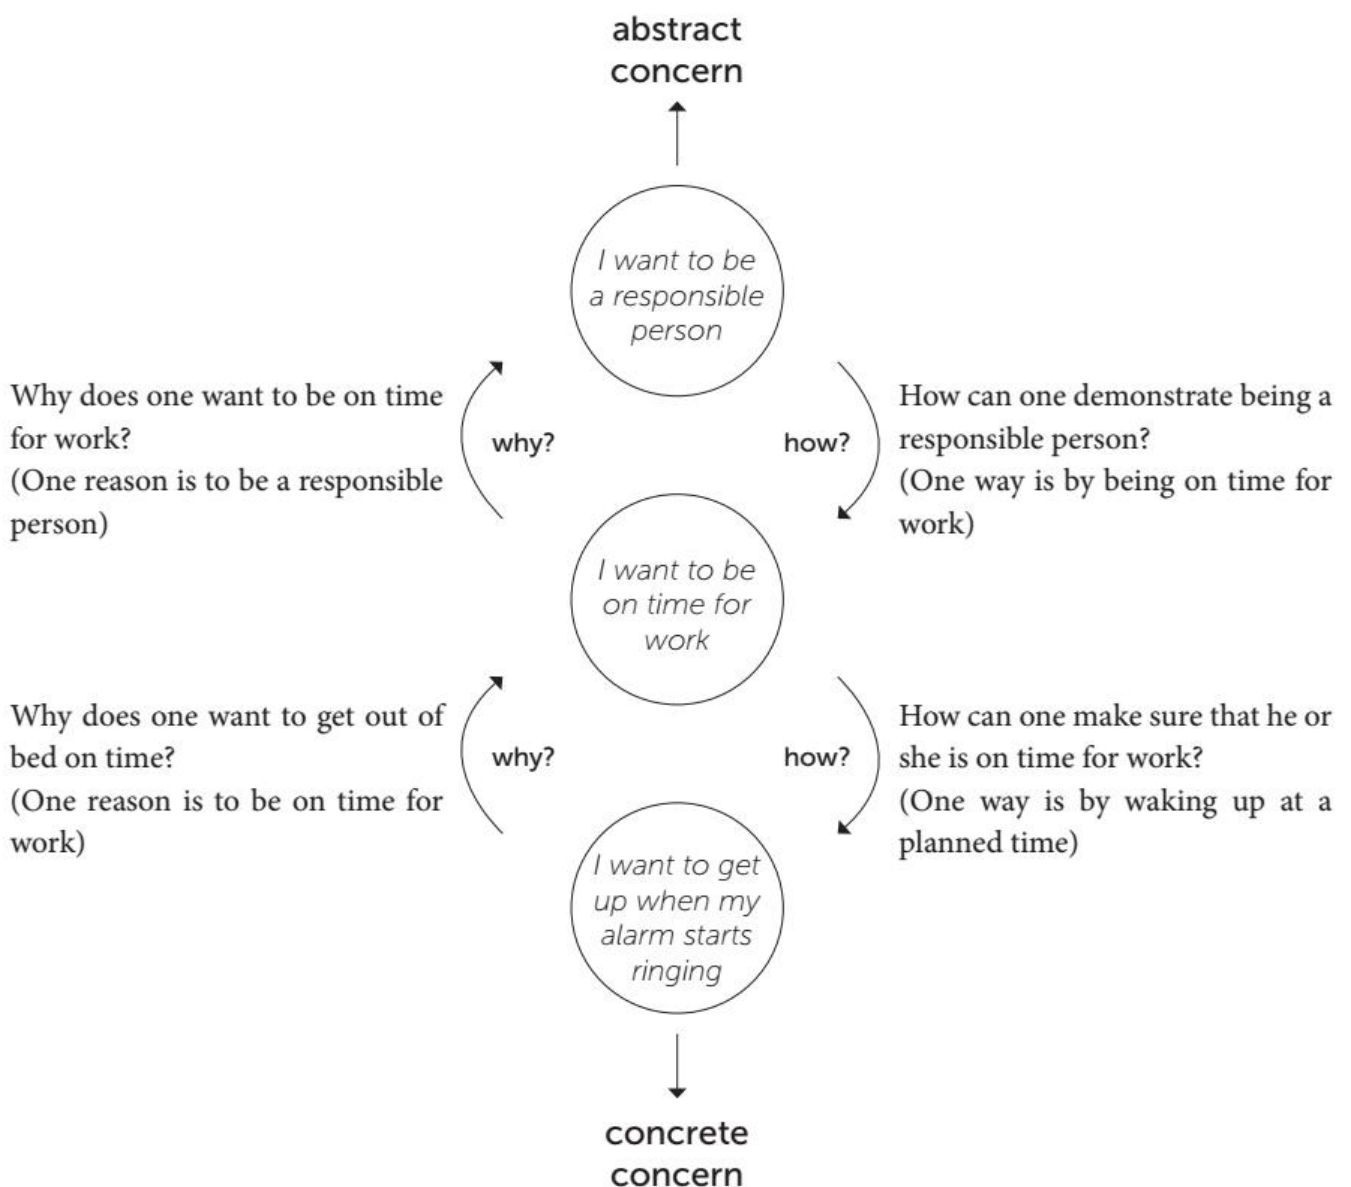 abstract
concern
I want to be
a responsible
person
Why does one want to be on time
for work?
(One reason is to be a responsible
person)
why?
how?
How can one demonstrate being a
responsible person?
(One way is by being on time for
work)
I want to be
on time for
work
Why does one want to get out of
bed on time?
(One reason is to be on time for
work)
why?
how?
How can one make sure that he or
she is on time for work?
(One way is by waking up at a
planned time)
I want to get
up when my
alarm starts
ringing
concrete
concern